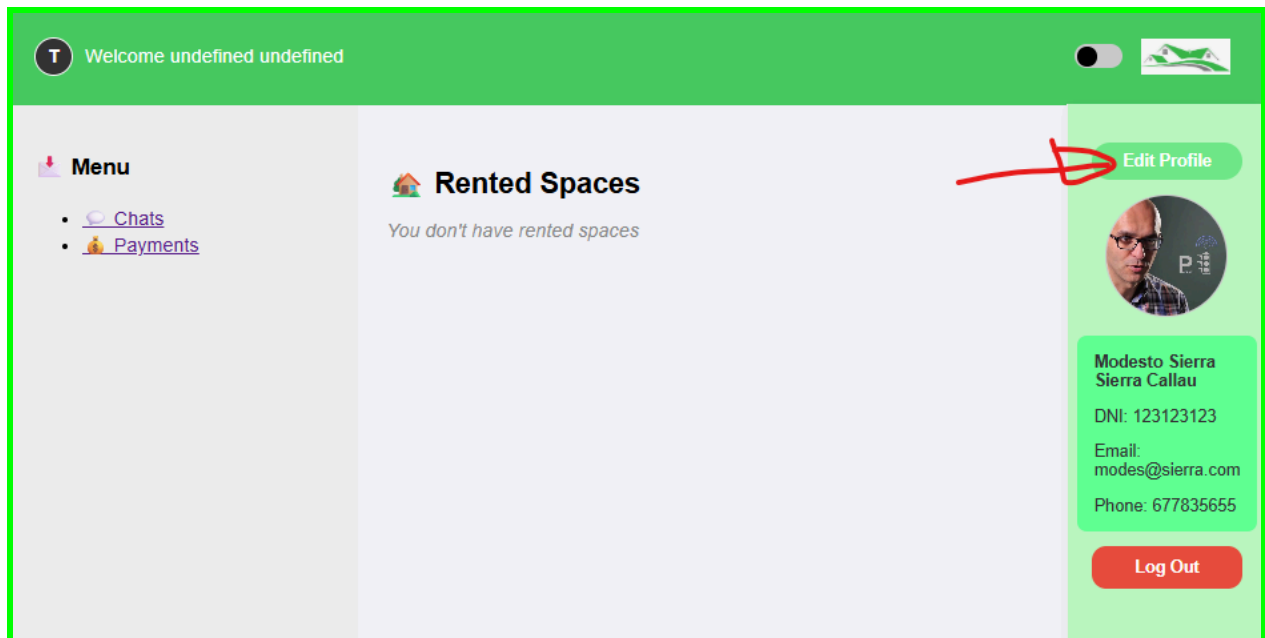 T Welcome undefined undefined
Menu
Chats
Payments
Rented Spaces
You don't have rented spaces
Edit Profile
P
Modesto Sierra
Sierra Callau
DNI: 123123123
Email:
modes@sierra.com
Phone: 677835655
Log Out